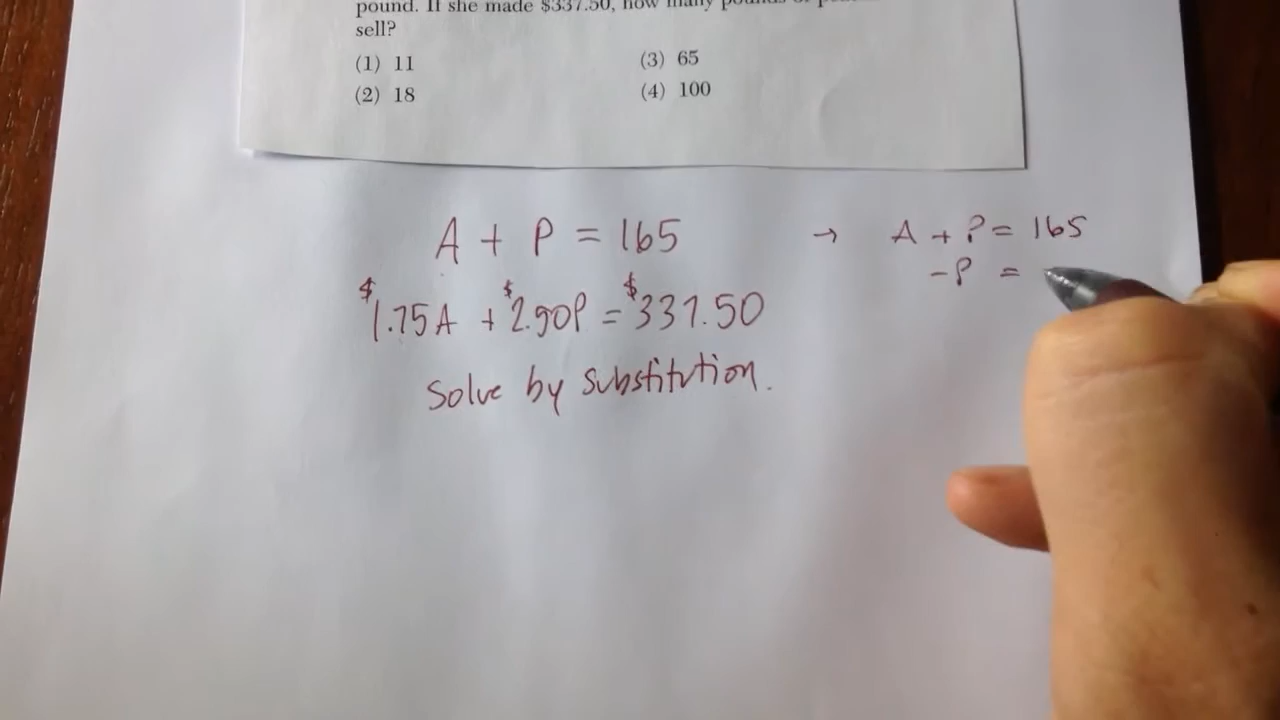 pound. If she made $337.50, how many pounds of
sell?
(1) 11
(3) 65
(2) 18
(4) 100
A + P = 165
→ A + P = 165
-P =
$1.75A + $2.50P = $337.50
Solve by substitution.